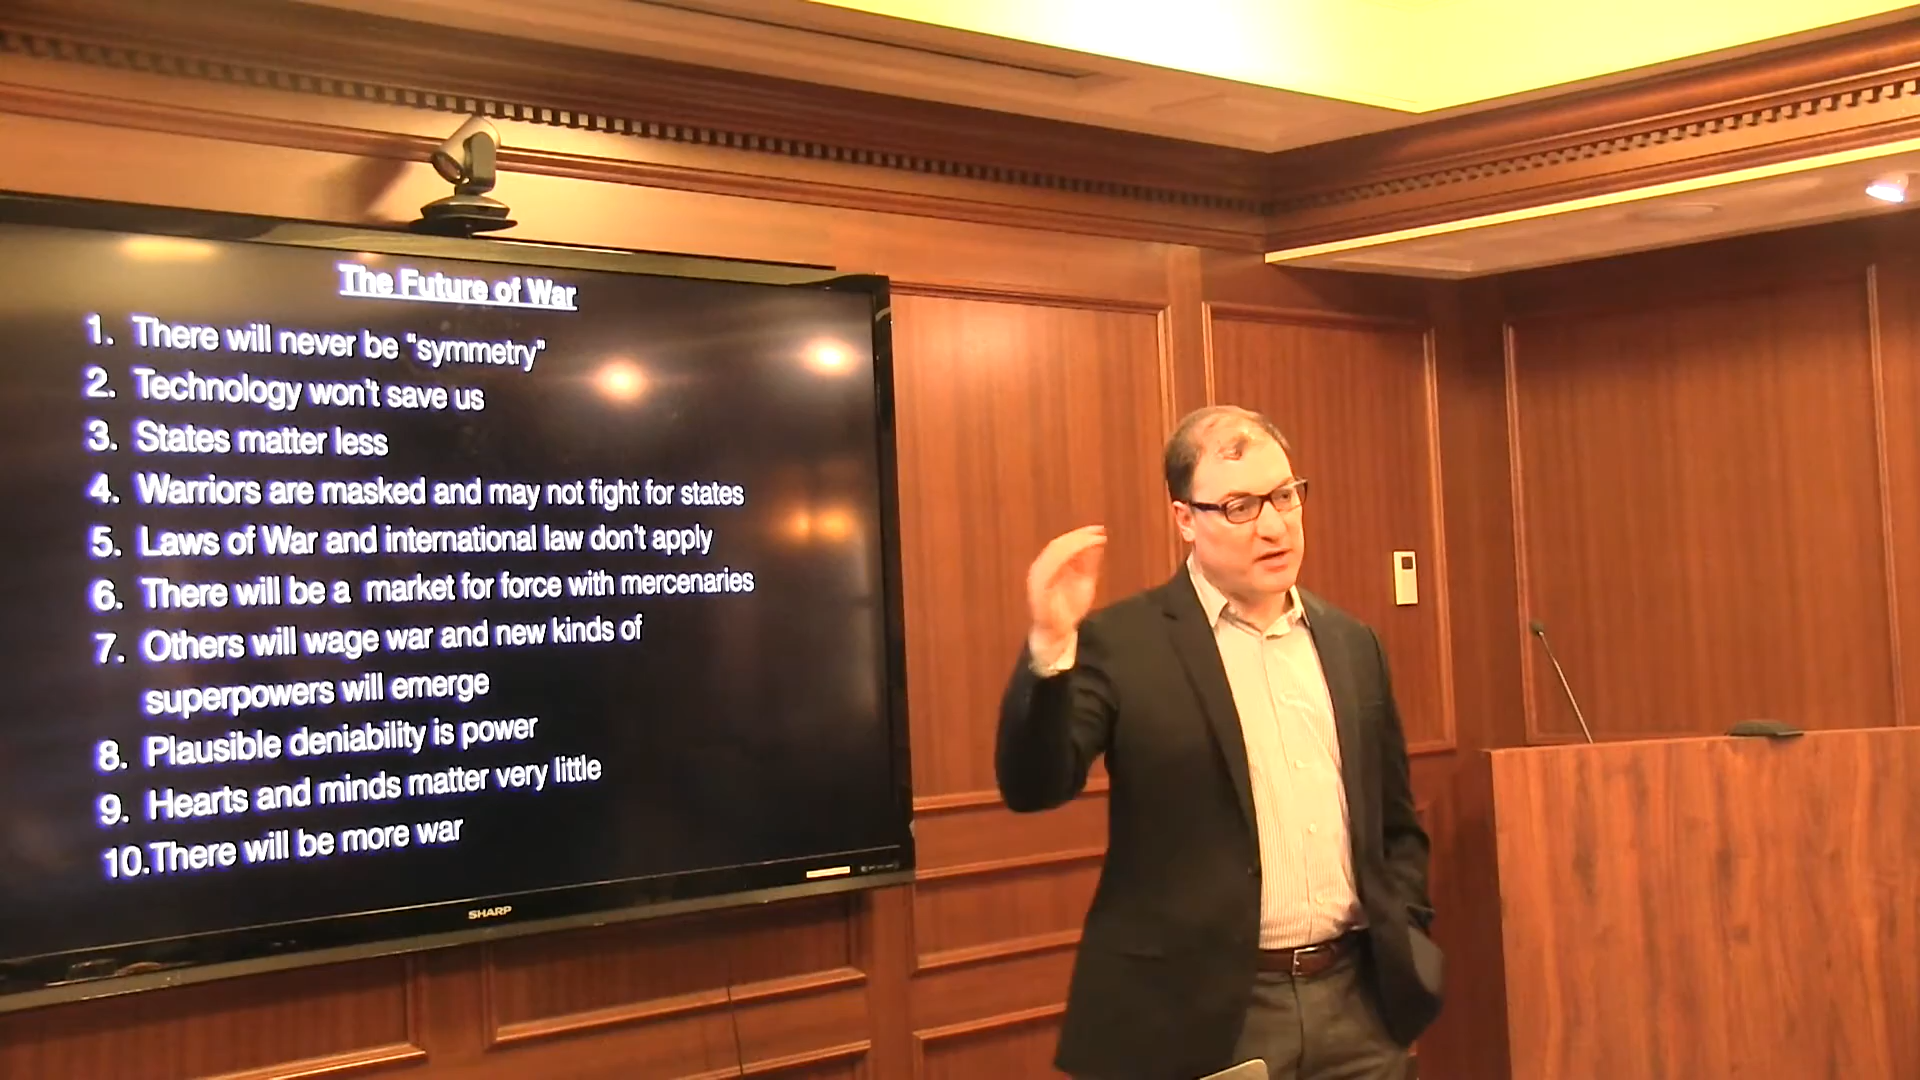 The Future of War
1. There will never be “symmetry”
2. Technology won't save us
3. States matter less
4. Warriors are masked and may not fight for states
5. Laws of War and international law don't apply
6. There will be a market for force with mercenaries
7. Others will wage war and new kinds of
superpowers will emerge
8. Plausible deniability is power
9. Hearts and minds matter very little
10. There will be more war
SHARP